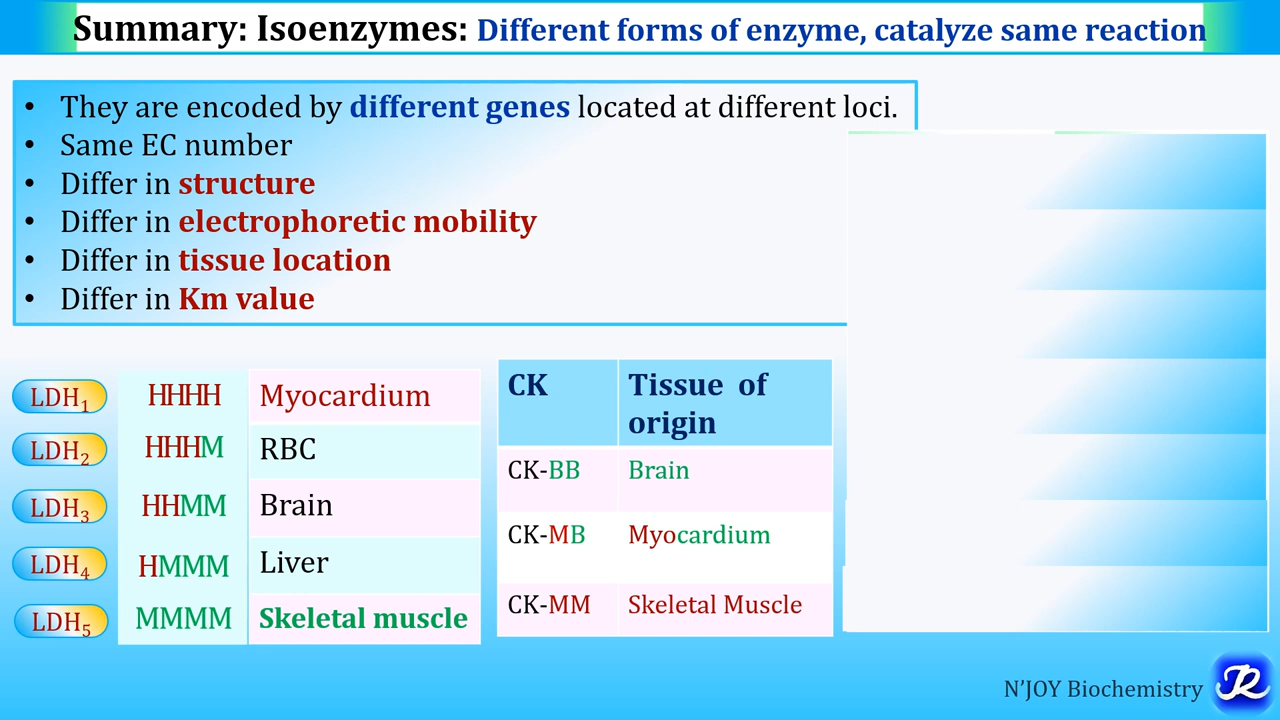 Summary: Isoenzymes: Different forms of enzyme, catalyze same reaction
• They are encoded by different genes located at different loci.
• Same EC number
• Differ in structure
• Differ in electrophoretic mobility
• Differ in tissue location
• Differ in Km value
LDH1 HHHH Myocardium
LDH2 HHHM RBC
LDH3 HHMM Brain
LDH4 HMMM Liver
LDH5 MMMM Skeletal muscle
CK Tissue of
origin
CK-BB Brain
CK-MB Myocardium
CK-MM Skeletal Muscle
N’JOY Biochemistry
JR